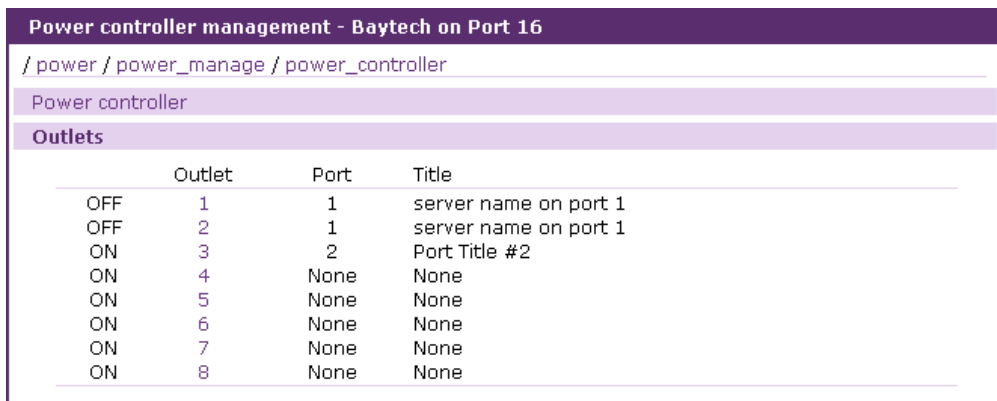 Power controller management - Baytech on Port 16
/ power / power_manage / power_controller
Power controller
Outlets
Outlet Port Title
OFF 1 1 server name on port 1
OFF 2 1 server name on port 1
ON 3 2 Port Title #2
ON 4 None None
ON 5 None None
ON 6 None None
ON 7 None None
ON 8 None None